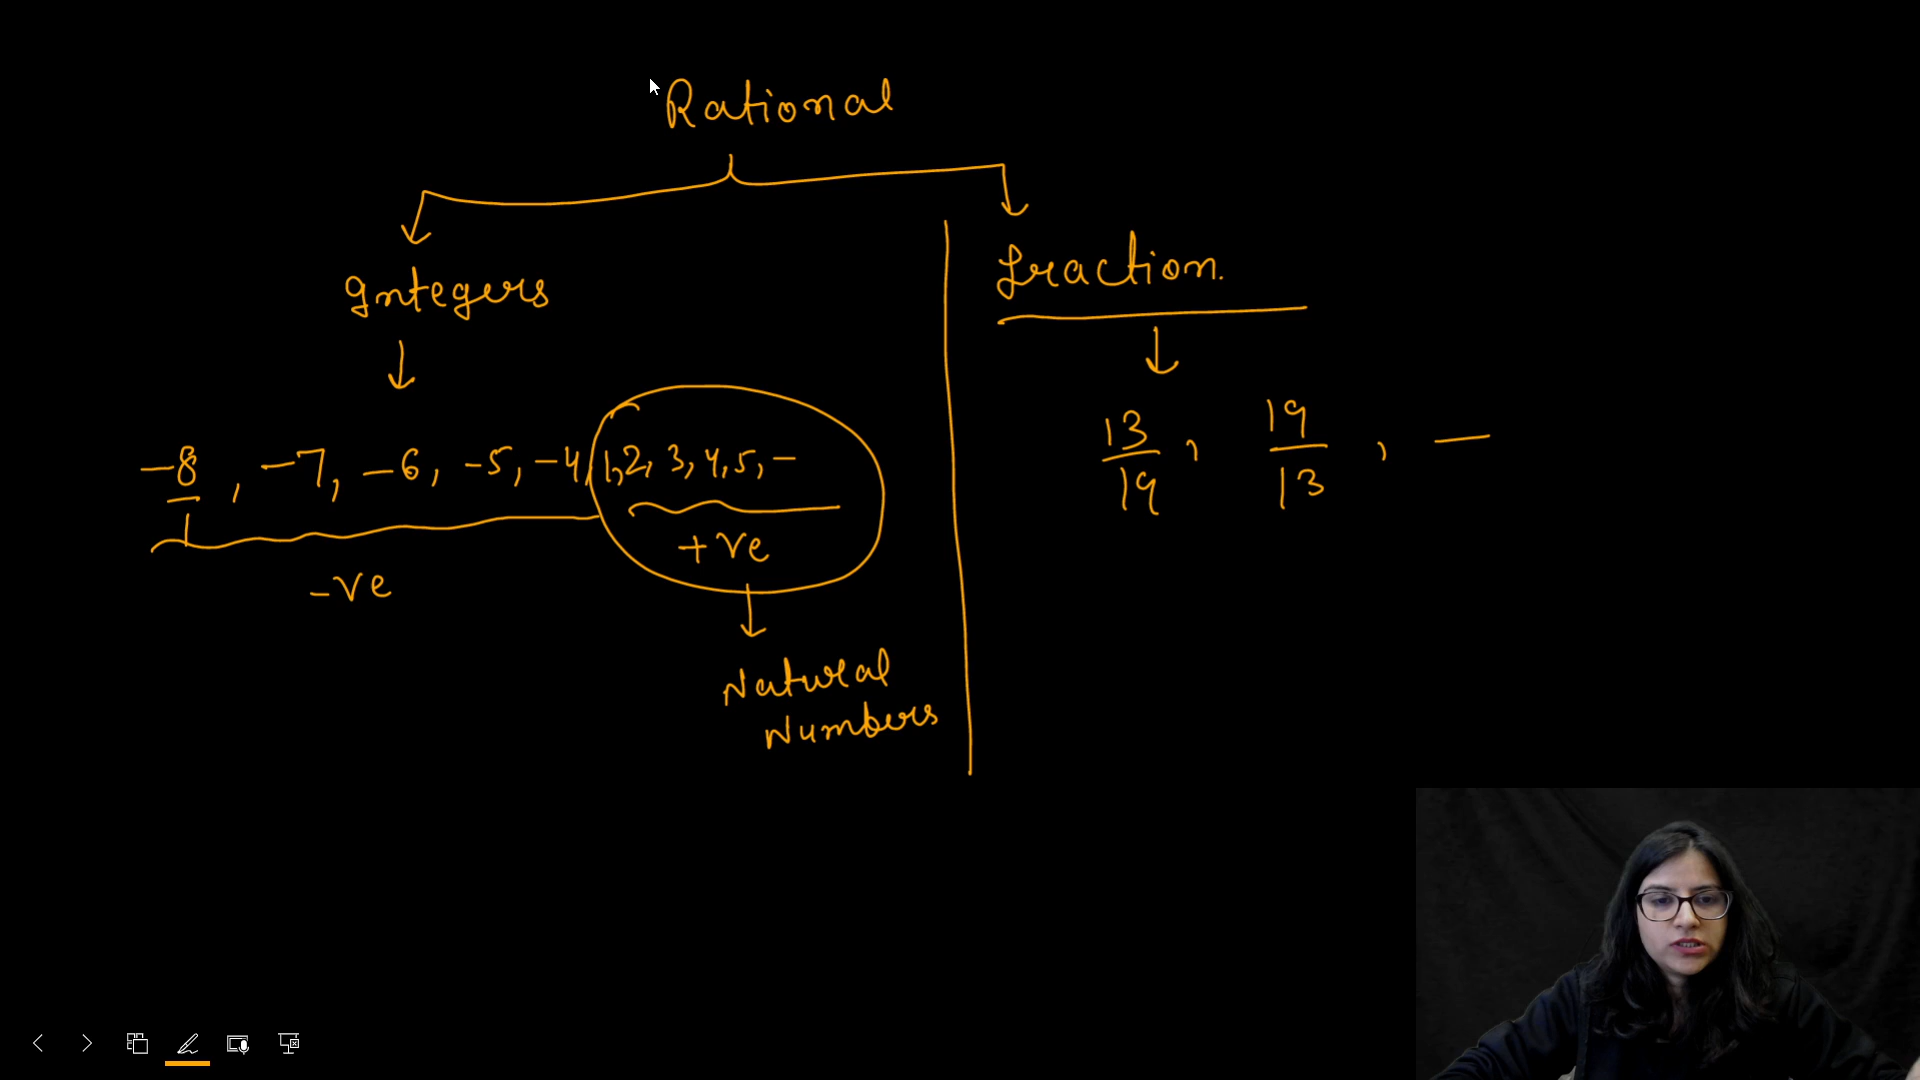 Rational
Integers
fraction.
-8, -7, -6, -5, -4, 1, 2, 3, 4, 5, -
13/19, 19/13, —
+ve
-ve
Natural
Numbers